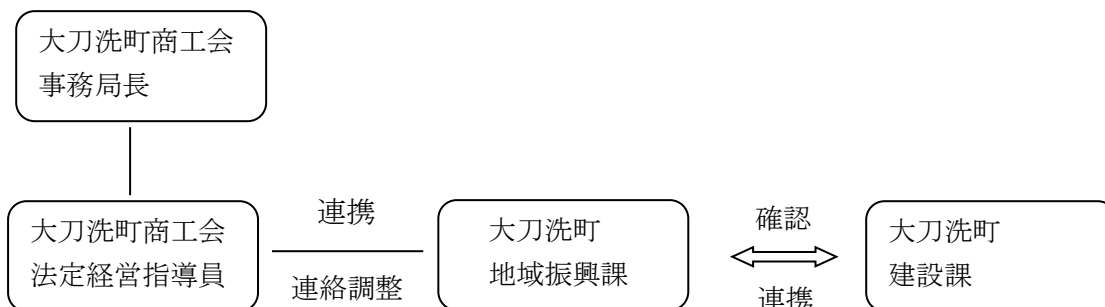 大刀洗町商工会
事務局長
大刀洗町商工会
法定経営指導員
連携
連絡調整
大刀洗町
地域振興課
確認
連携
大刀洗町
建設課